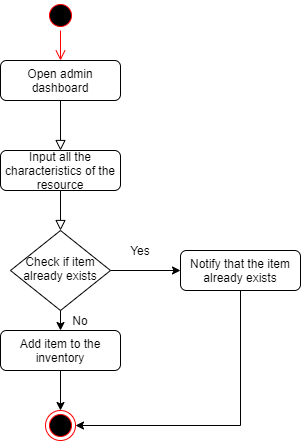 Open admin
dashboard
Input all the
characteristics of the
resource
Check if item
already exists
Yes
Notify that the item
already exists
No
Add item to the
inventory